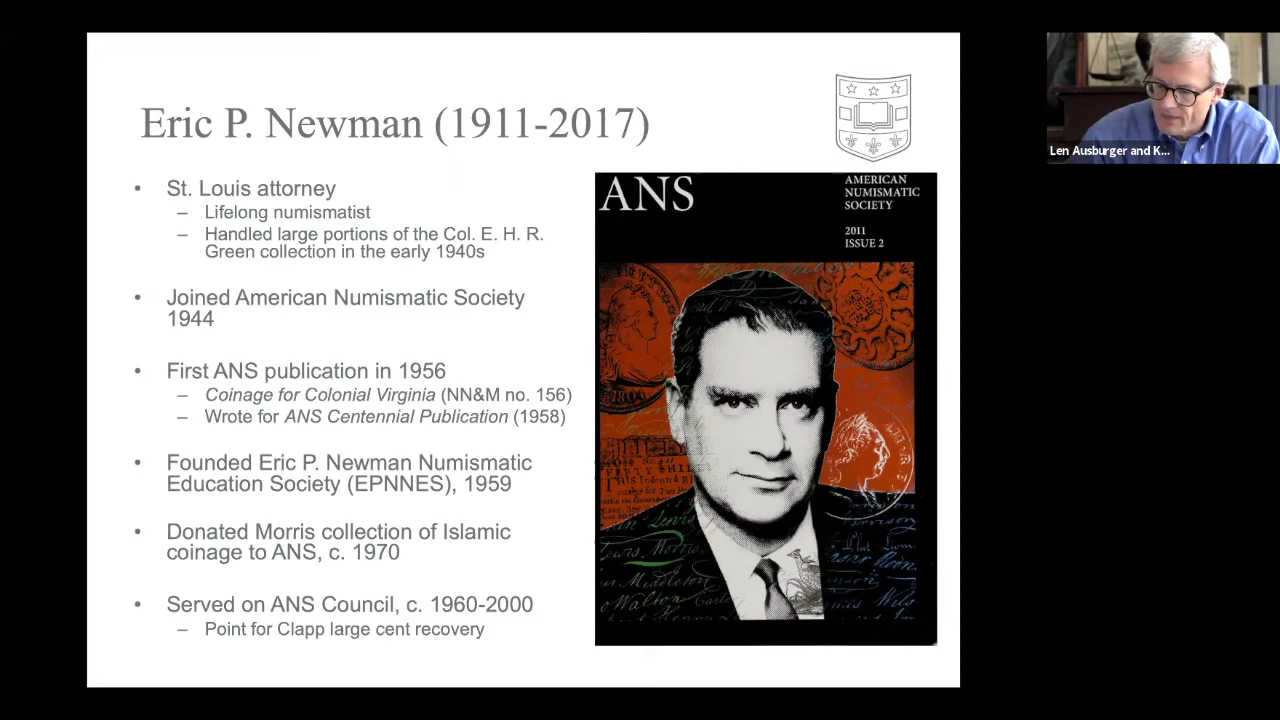 Eric P. Newman (1911-2017)
• St. Louis attorney
– Lifelong numismatist
– Handled large portions of the Col. E. H. R.
Green collection in the early 1940s
• Joined American Numismatic Society
1944
• First ANS publication in 1956
– Coinage for Colonial Virginia (NN&M no. 156)
– Wrote for ANS Centennial Publication (1958)
• Founded Eric P. Newman Numismatic
Education Society (EPNNES), 1959
• Donated Morris collection of Islamic
coinage to ANS, c. 1970
• Served on ANS Council, c. 1960-2000
– Point for Clapp large cent recovery
ANS
AMERICAN
NUMISMATIC
SOCIETY
2011
ISSUE 2
Len Ausburger and K...